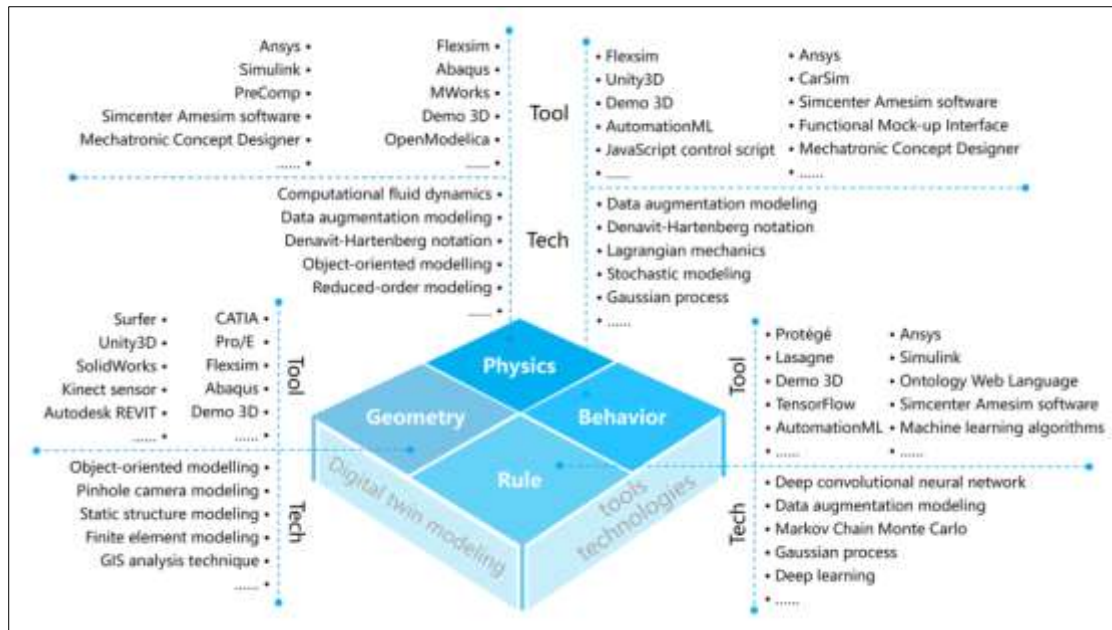 Ansys •
Simulink •
PreComp •
Simcenter Amesim software •
Mechatronic Concept Designer •
...... •
Flexsim •
Abaqus •
MWorks •
Demo 3D •
OpenModelica •
...... •
Tool
• Flexsim
• Unity3D
• Demo 3D
• AutomationML
• JavaScript control script
• ......
• Ansys
• CarSim
• Simcenter Amesim software
• Functional Mock-up Interface
• Mechatronic Concept Designer
• ......
Computational fluid dynamics •
Data augmentation modeling •
Denavit-Hartenberg notation •
Object-oriented modelling •
Reduced-order modeling •
...... •
Tech
• Data augmentation modeling
• Denavit-Hartenberg notation
• Lagrangian mechanics
• Stochastic modeling
• Gaussian process
• ......
Surfer •
Unity3D •
SolidWorks •
Kinect sensor •
Autodesk REVIT •
...... •
CATIA •
Pro/E •
Flexsim •
Abaqus •
Demo 3D •
...... •
Tool
Object-oriented modelling •
Pinhole camera modeling •
Static structure modeling •
Finite element modeling •
GIS analysis technique •
...... •
Tech
Physics
Geometry
Behavior
Rule
Digital twin modeling
tools
technologies
Tool
• Protégé
• Lasagne
• Demo 3D
• TensorFlow
• AutomationML
• ......
• Ansys
• Simulink
• Ontology Web Language
• Simcenter Amesim software
• Machine learning algorithms
• ......
Tech
• Deep convolutional neural network
• Data augmentation modeling
• Markov Chain Monte Carlo
• Gaussian process
• Deep learning
• ......